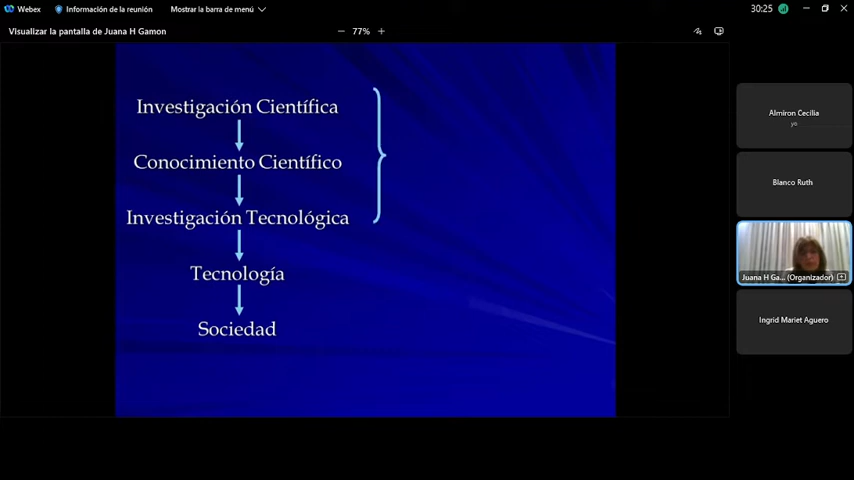 Webex
Información de la reunión
Mostrar la barra de menú
30:25
Visualizar la pantalla de Juana H Gamon
77%
Investigación Científica
Conocimiento Científico
Investigación Tecnológica
Tecnología
Sociedad
Almiron Cecilia
yo
Blanco Ruth
Juana H Ga... (Organizador)
Ingrid Mariet Aguero